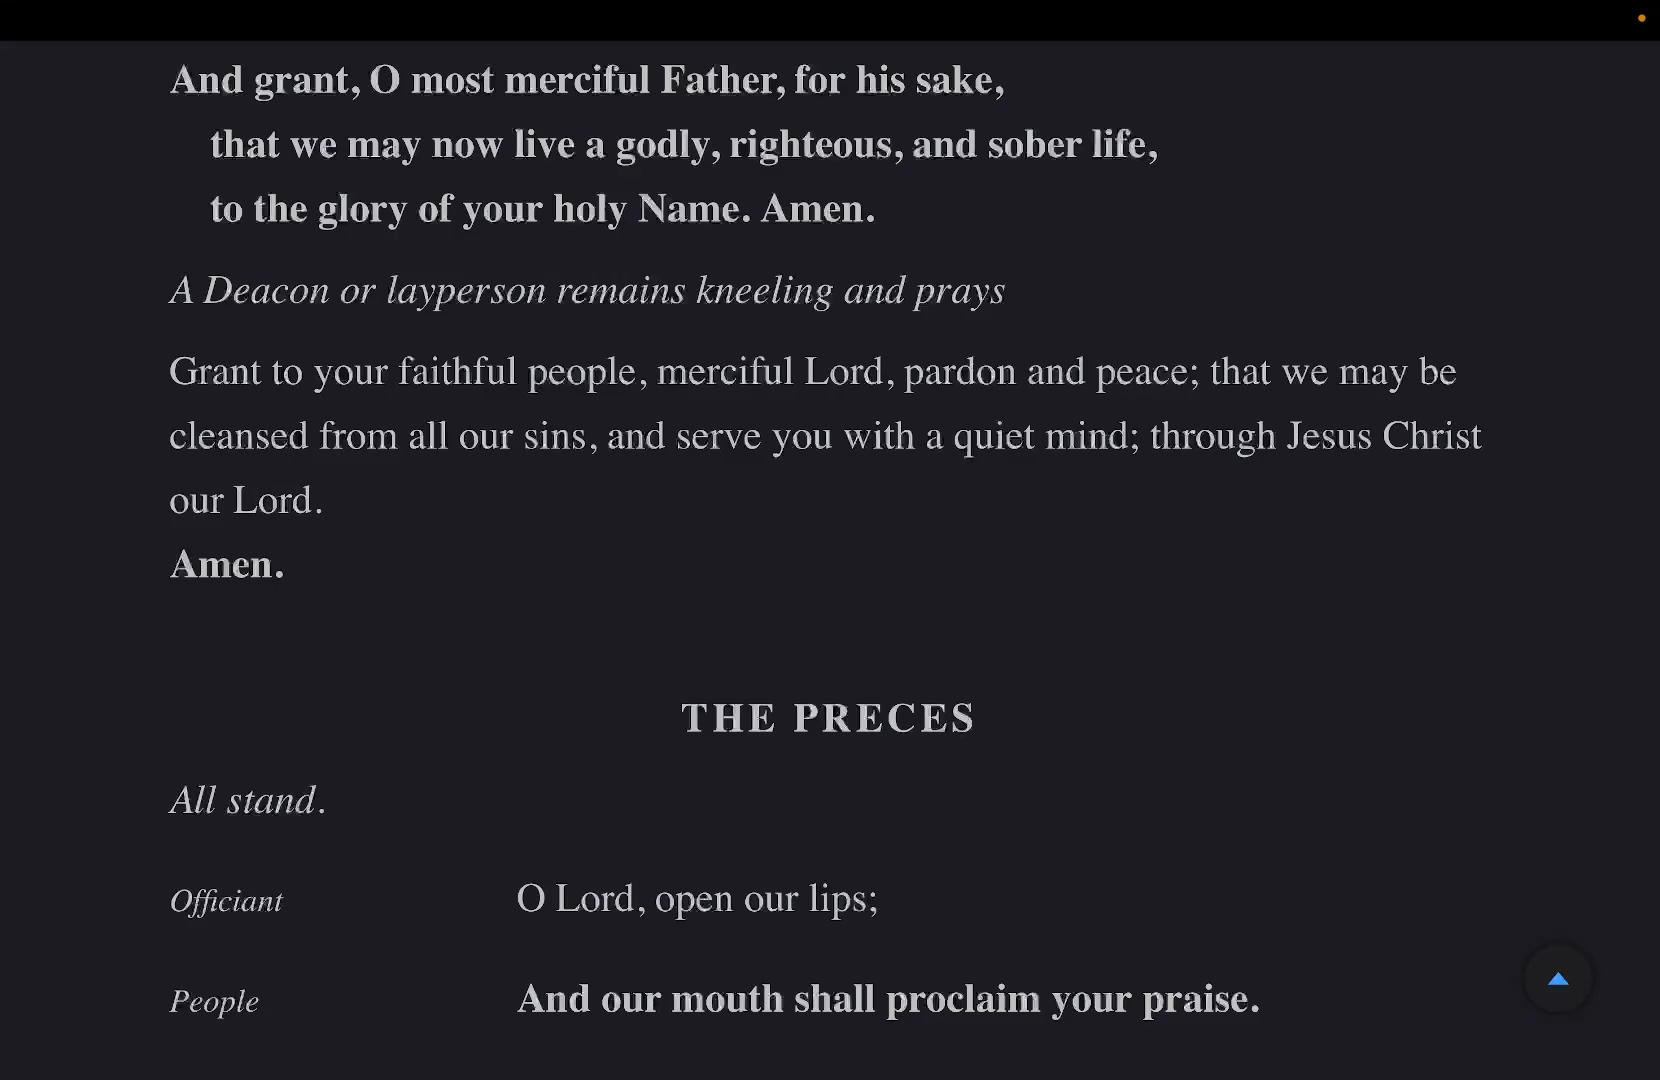 And grant, O most merciful Father, for his sake,
that we may now live a godly, righteous, and sober life,
to the glory of your holy Name. Amen.
A Deacon or layperson remains kneeling and prays
Grant to your faithful people, merciful Lord, pardon and peace; that we may be
cleansed from all our sins, and serve you with a quiet mind; through Jesus Christ
our Lord.
Amen.
THE PRECES
All stand.
Officiant O Lord, open our lips;
People And our mouth shall proclaim your praise.